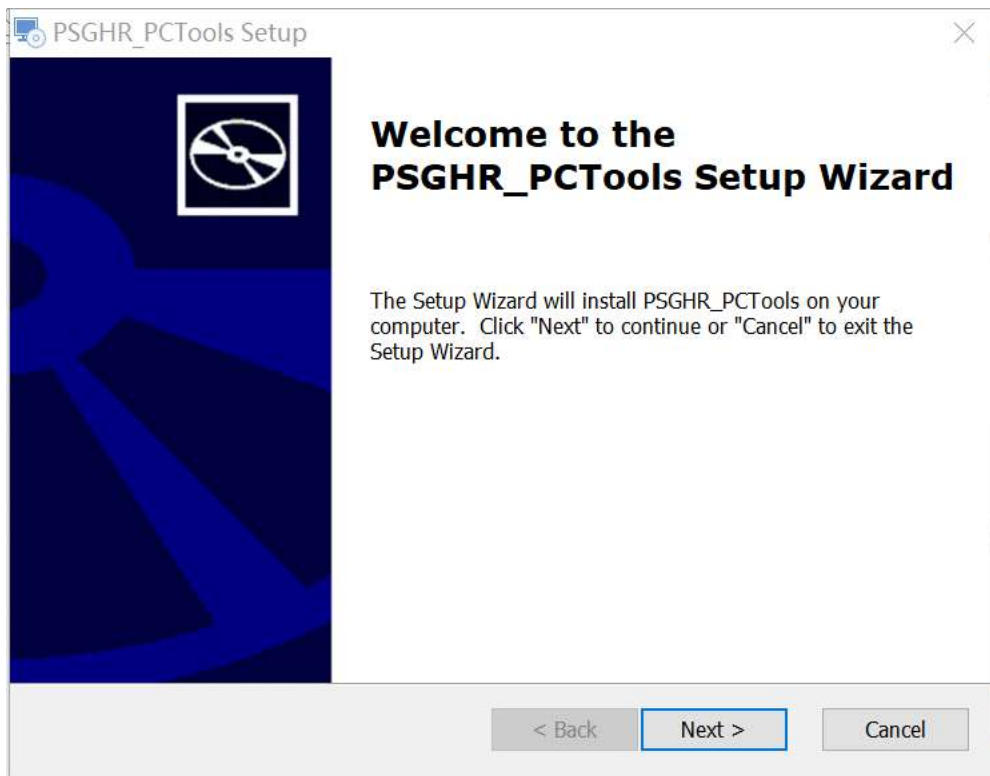 PSGHR_PCTools Setup
Welcome to the
PSGHR_PCTools Setup Wizard
The Setup Wizard will install PSGHR_PCTools on your
computer.  Click "Next" to continue or "Cancel" to exit the
Setup Wizard.
< Back
Next >
Cancel